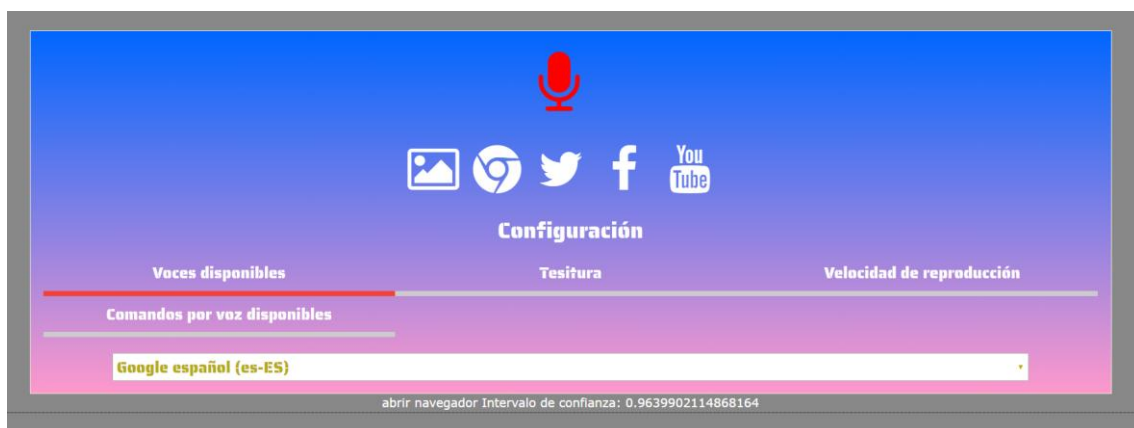 You
Tube
Configuración
Voces disponibles
Tesitura
Velocidad de reproducción
Comandos por voz disponibles
Google español (es-ES)
abrir navegador Intervalo de confianza: 0.9639902114868164